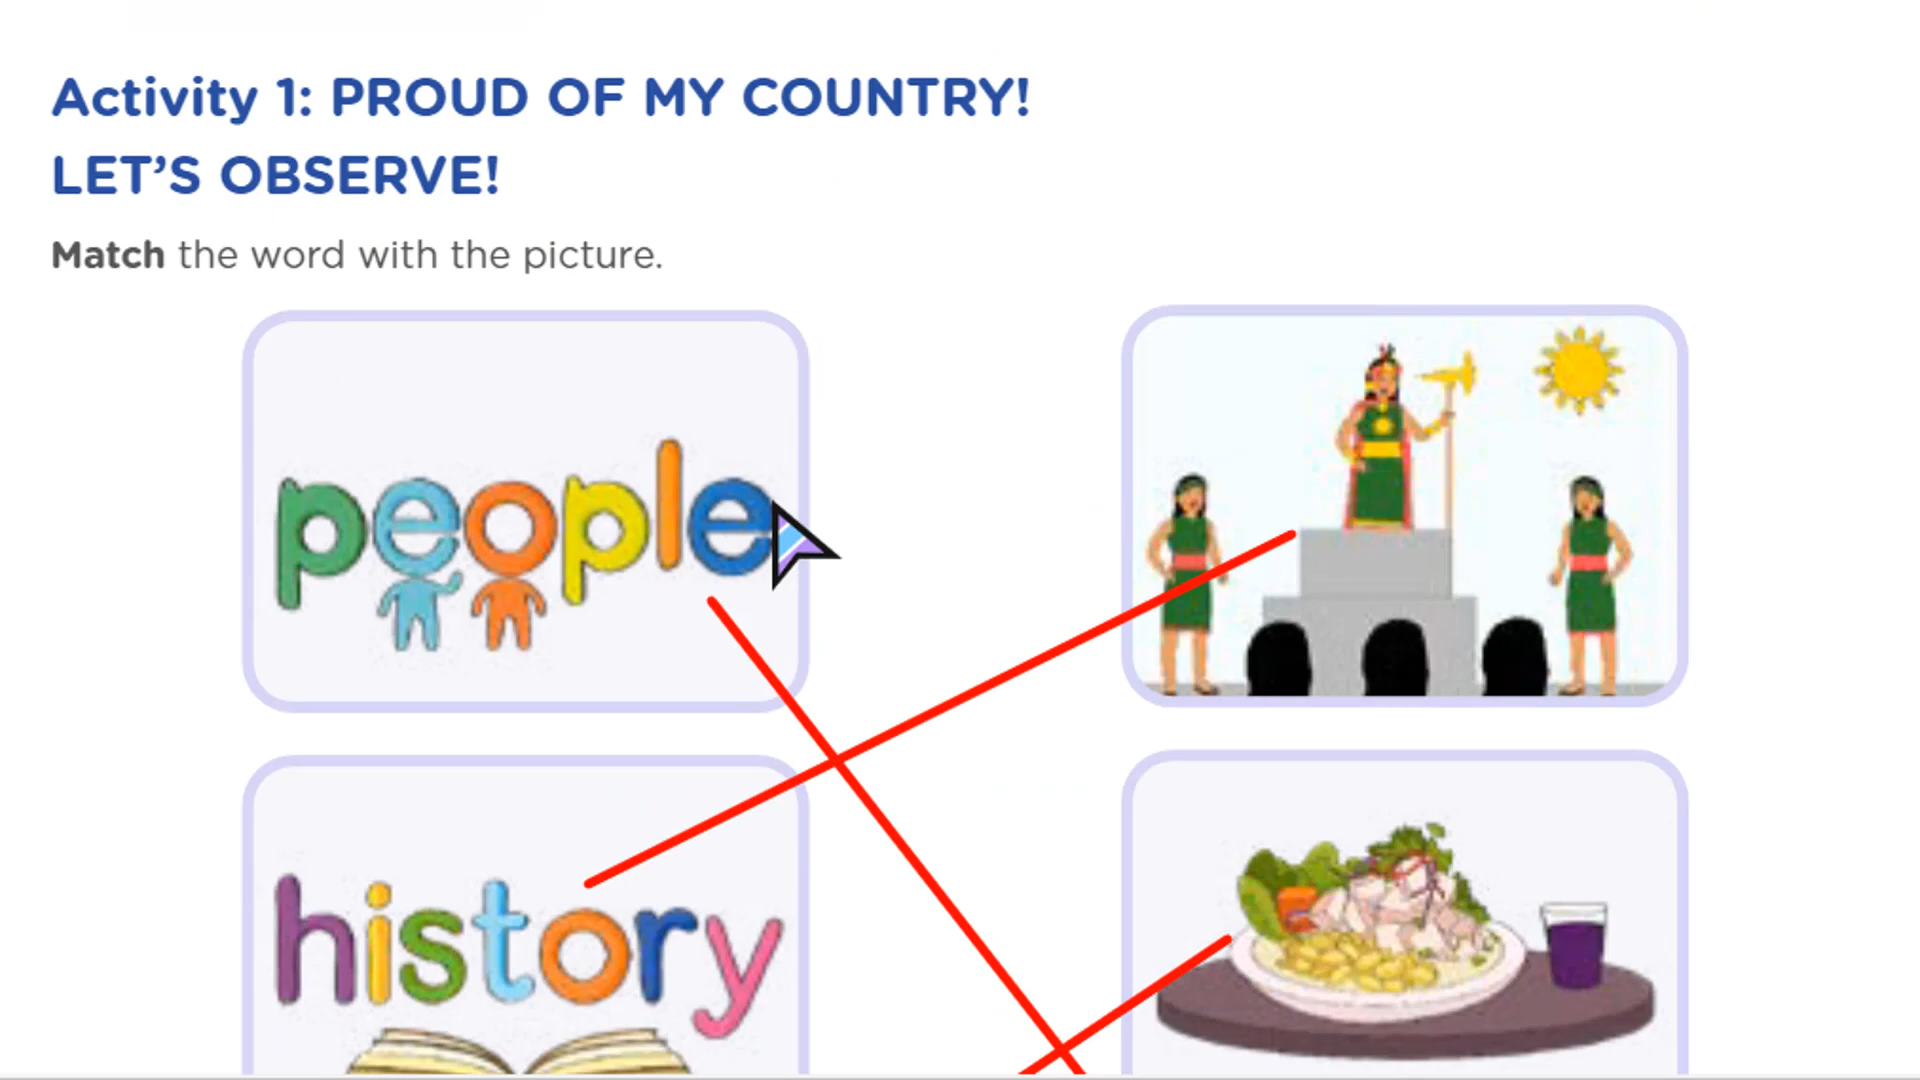 Activity 1: PROUD OF MY COUNTRY!
LET’S OBSERVE!
Match the word with the picture.
people
history